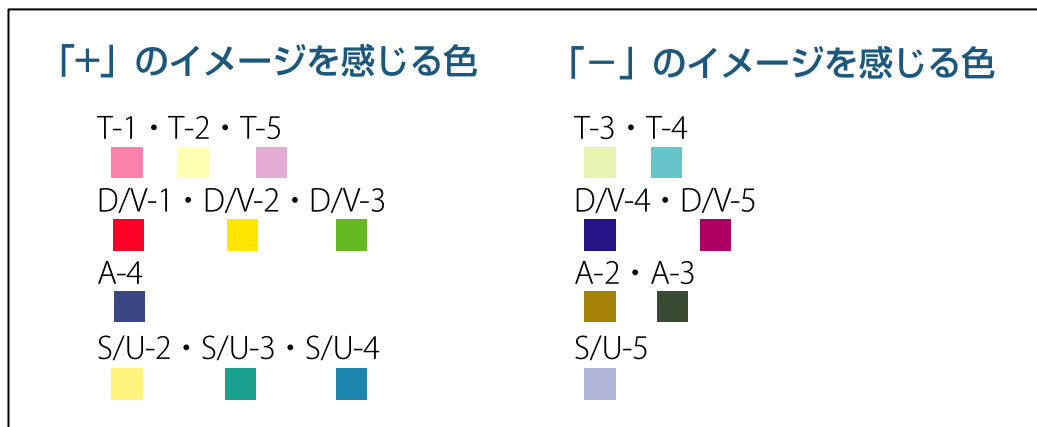 「+」のイメージを感じる色
T-1・T-2・T-5
D/V-1・D/V-2・D/V-3
A-4
S/U-2・S/U-3・S/U-4
「－」のイメージを感じる色
T-3・T-4
D/V-4・D/V-5
A-2・A-3
S/U-5